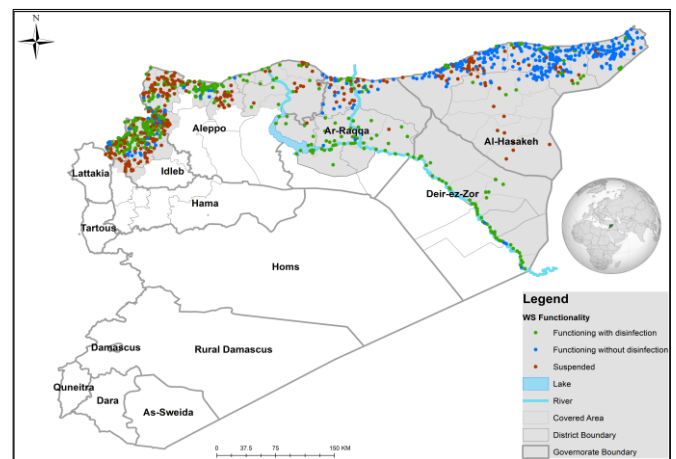 N
Aleppo
Ar-Raqqa
Al-Hasakeh
Lattakia
Idleb
Deir-ez-Zor
Hama
Tartous
Homs
Damascus
Rural Damascus
Quneitra
Dara
As-Sweida
0 37.5 75 150 KM
Legend
WS Functionality
Functioning with disinfection
Functioning without disinfection
Suspended
Lake
River
Covered Area
District Boundary
Governorate Boundary